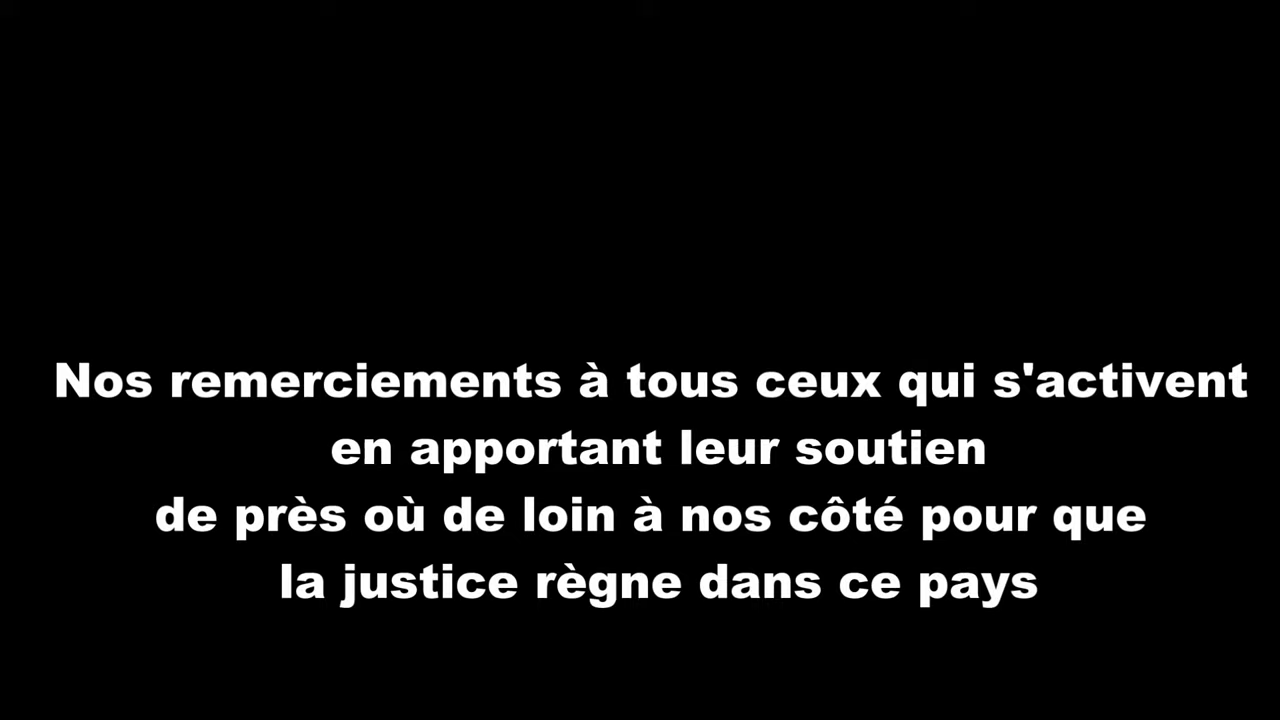 Nos remerciements à tous ceux qui s'activent
en apportant leur soutien
de près où de loin à nos côté pour que
la justice règne dans ce pays